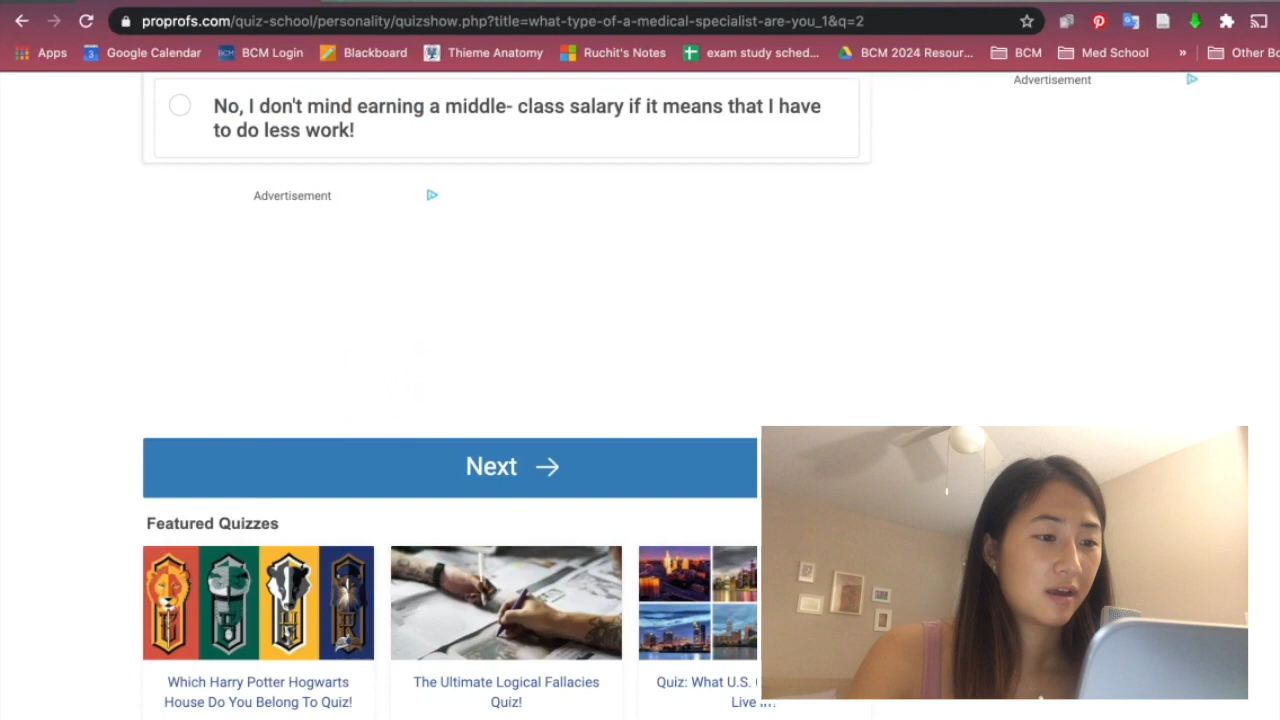 proprofs.com/quiz-school/personality/quizshow.php?title=what-type-of-a-medical-specialist-are-you_1&q=2
Apps 3 Google Calendar BCM BCM Login Blackboard Thieme Anatomy Ruchit's Notes exam study sched... BCM 2024 Resour... BCM Med School » Other Bo
Advertisement
No, I don't mind earning a middle- class salary if it means that I have
to do less work!
Advertisement
Next →
Featured Quizzes
Which Harry Potter Hogwarts
House Do You Belong To Quiz!
The Ultimate Logical Fallacies
Quiz!
Quiz: What U.S.
Live